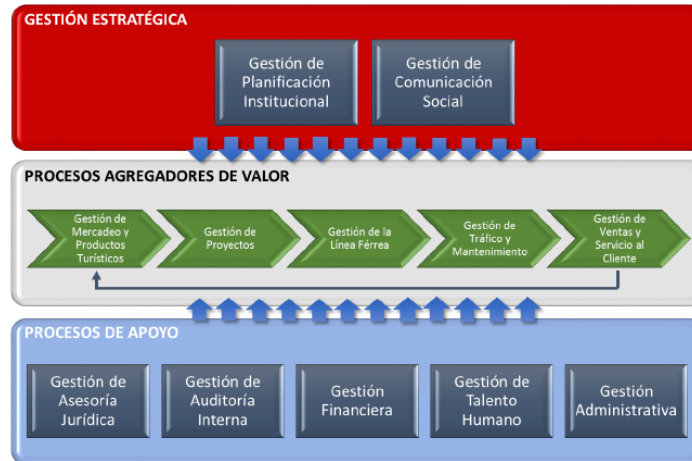 GESTIÓN ESTRATÉGICA
Gestión de
Planificación
Institucional
Gestión de
Comunicación
Social
PROCESOS AGREGADORES DE VALOR
Gestión de
Mercadeo y
Productos
Turísticos
Gestión de
Proyectos
Gestión de la
Línea Férrea
Gestión de
Tráfico y
Mantenimiento
Gestión de
Ventas y
Servicio al
Cliente
PROCESOS DE APOYO
Gestión de
Asesoría
Jurídica
Gestión de
Auditoría
Interna
Gestión
Financiera
Gestión de
Talento
Humano
Gestión
Administrativa